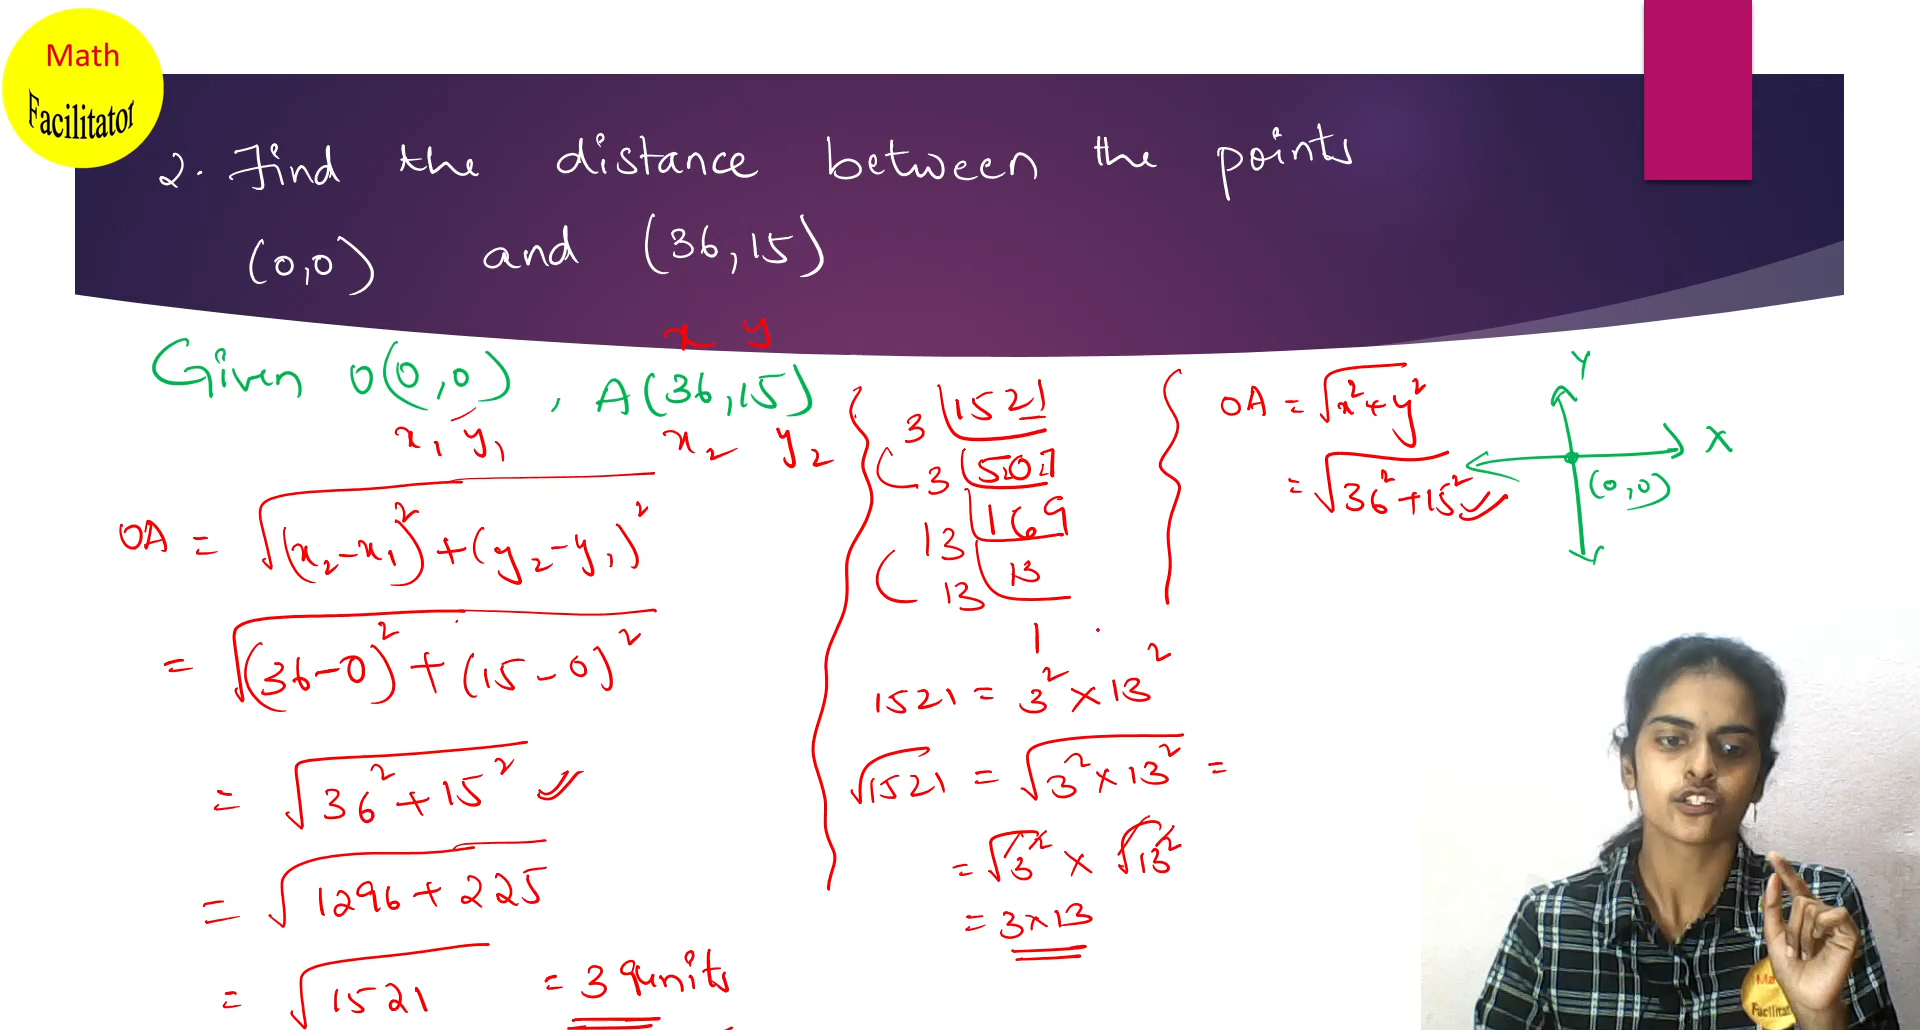 Math
Facilitator
2. Find the distance between the points
(0,0) and (36,15)
x y
Given O(0,0), A(36,15)
x₁ y₁ x₂ y₂
OA = √(x₂-x₁)²+(y₂-y₁)²
= √(36-0)²+(15-0)²
= √36²+15²
= √1296+225
= √1521 = 39units
3 | 1521
3 | 507
13 | 169
13 | 13
1
1521 = 3² × 13²
√1521 = √3²×13² =
= √3² × √13²
= 3×13
OA = √x²+y²
= √36²+15²
Y
X
(0,0)
Facilitat